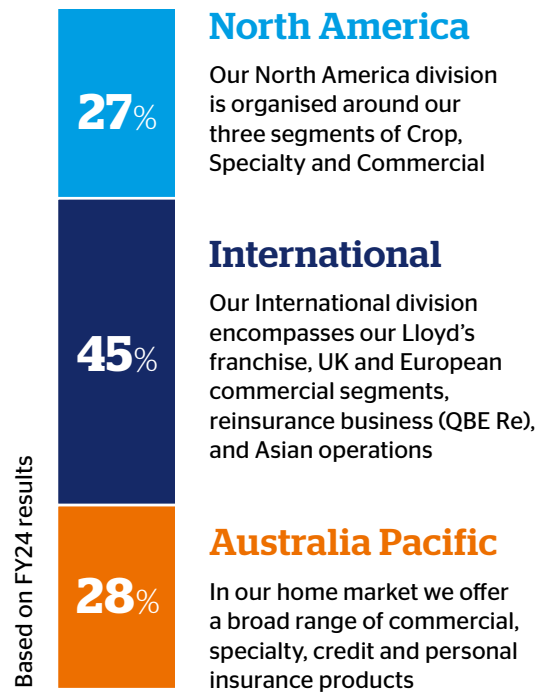 North America
Our North America division
is organised around our
three segments of Crop,
Specialty and Commercial
27%
International
Our International division
encompasses our Lloyd’s
franchise, UK and European
commercial segments,
reinsurance business (QBE Re),
and Asian operations
45%
Australia Pacific
In our home market we offer
a broad range of commercial,
specialty, credit and personal
insurance products
28%
Based on FY24 results